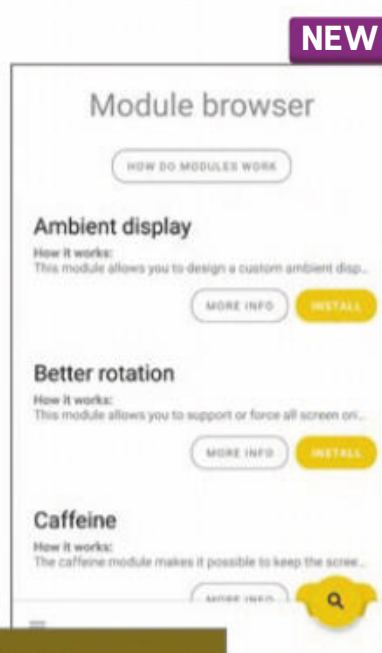 NEW
Module browser
HOW DO MODULES WORK
Ambient display
How it works:
This module allows you to design a custom ambient disp...
MORE INFO INSTALL
Better rotation
How it works:
This module allows you to support or force all screen ori...
MORE INFO INSTALL
Caffeine
How it works:
The caffeine module makes it possible to keep the scree...
MORE INFO